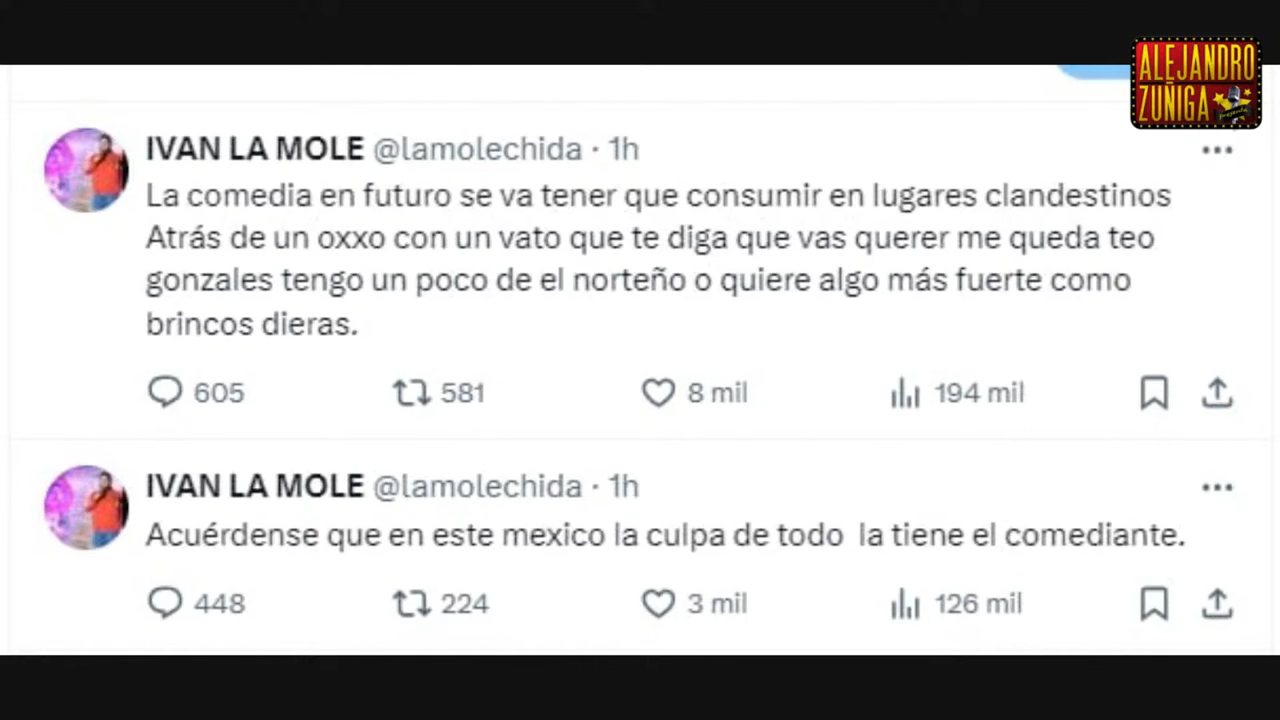 ALEJANDRO
ZUÑIGA
IVAN LA MOLE @lamolechida · 1h
La comedia en futuro se va tener que consumir en lugares clandestinos
Atrás de un oxxo con un vato que te diga que vas querer me queda teo
gonzales tengo un poco de el norteño o quiere algo más fuerte como
brincos dieras.
605 581 8 mil 194 mil
IVAN LA MOLE @lamolechida · 1h
Acuérdense que en este mexico la culpa de todo la tiene el comediante.
448 224 3 mil 126 mil